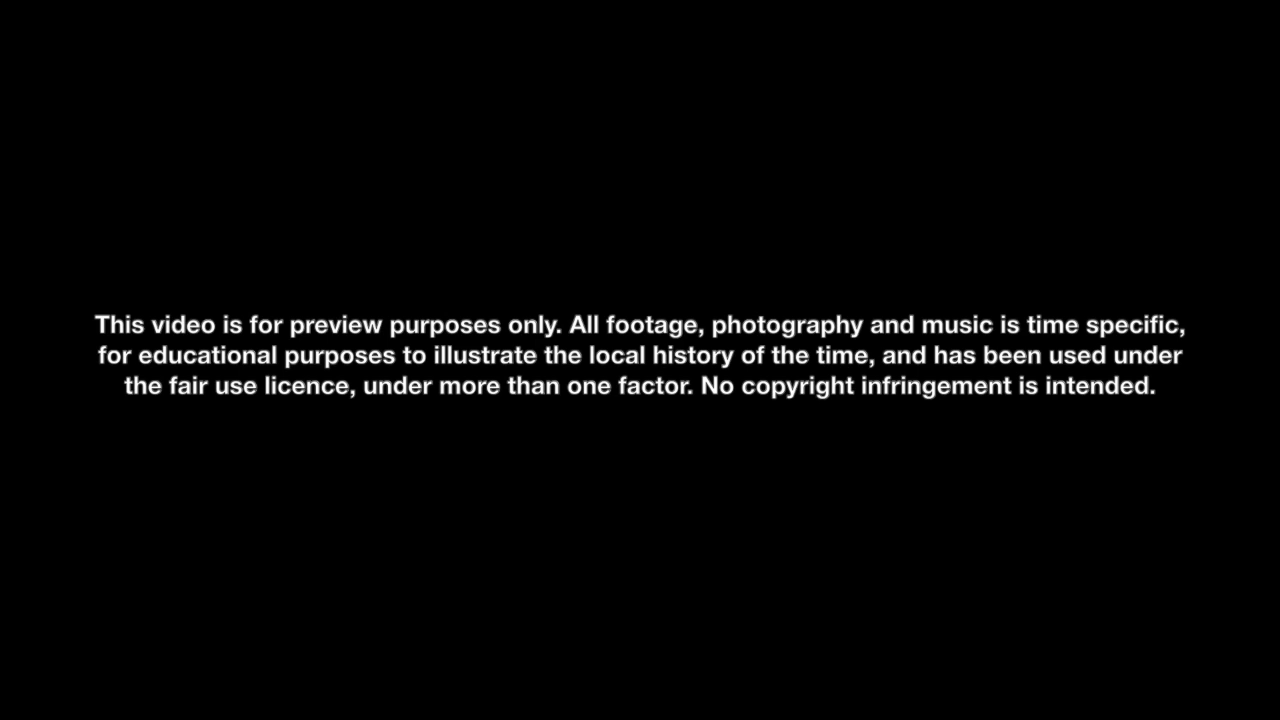 This video is for preview purposes only. All footage, photography and music is time specific,
for educational purposes to illustrate the local history of the time, and has been used under
the fair use licence, under more than one factor. No copyright infringement is intended.